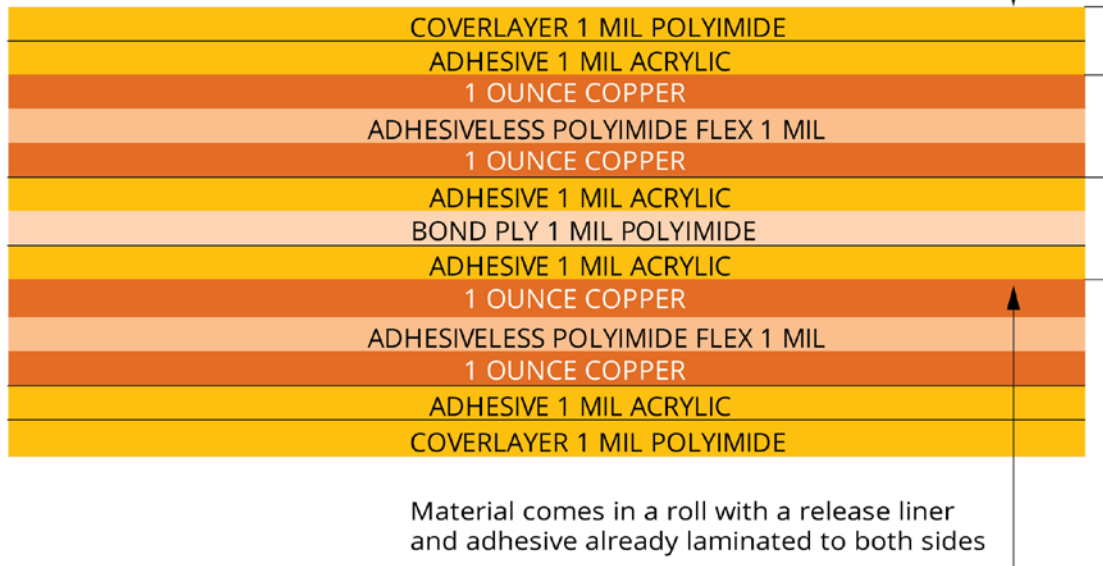 COVERLAYER 1 MIL POLYIMIDE
ADHESIVE 1 MIL ACRYLIC
1 OUNCE COPPER
ADHESIVELESS POLYIMIDE FLEX 1 MIL
1 OUNCE COPPER
ADHESIVE 1 MIL ACRYLIC
BOND PLY 1 MIL POLYIMIDE
ADHESIVE 1 MIL ACRYLIC
1 OUNCE COPPER
ADHESIVELESS POLYIMIDE FLEX 1 MIL
1 OUNCE COPPER
ADHESIVE 1 MIL ACRYLIC
COVERLAYER 1 MIL POLYIMIDE
Material comes in a roll with a release liner
and adhesive already laminated to both sides